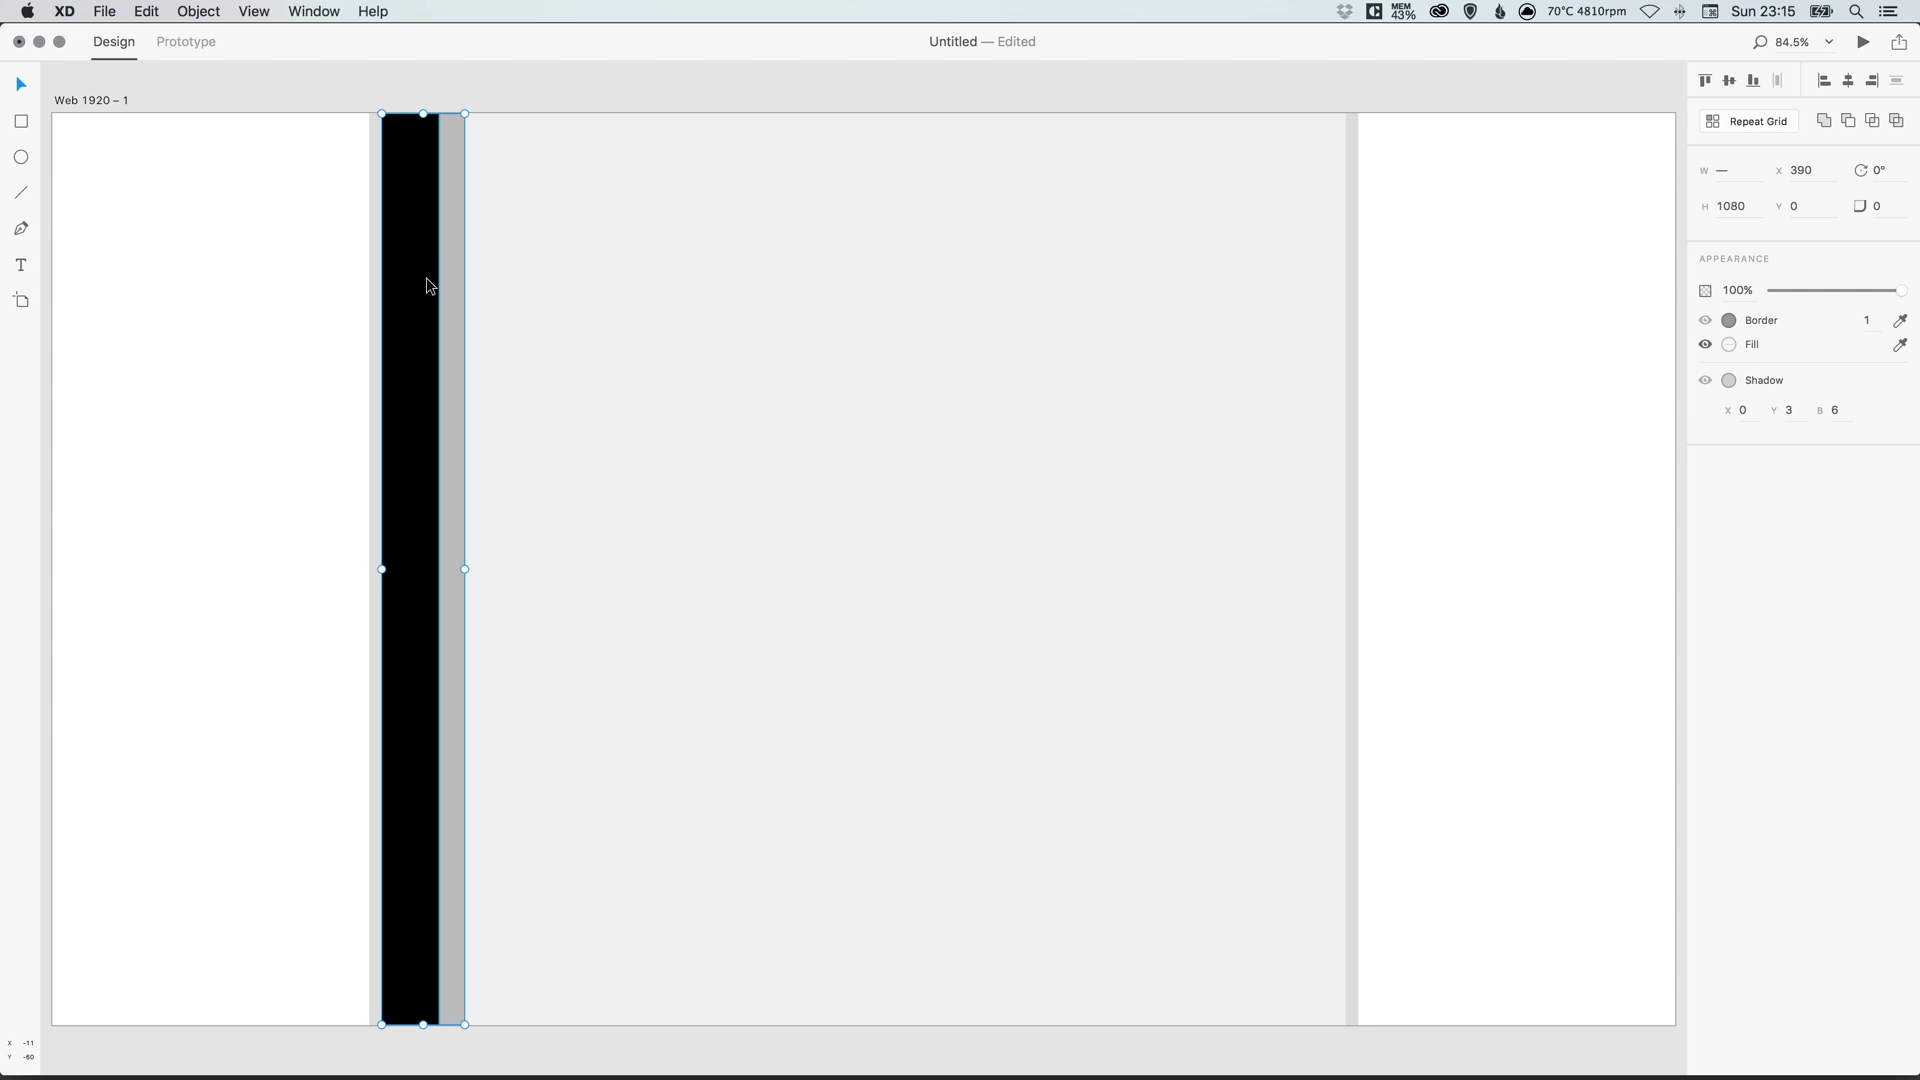 XD File Edit Object View Window Help
MEM
43%
70°C 4810rpm
Sun 23:15
Design Prototype
Untitled — Edited
84.5%
Web 1920 – 1
Repeat Grid
W — X 390 0°
H 1080 Y 0 0
APPEARANCE
100%
Border 1
Fill
Shadow
X 0 Y 3 B 6
X -11
Y -60